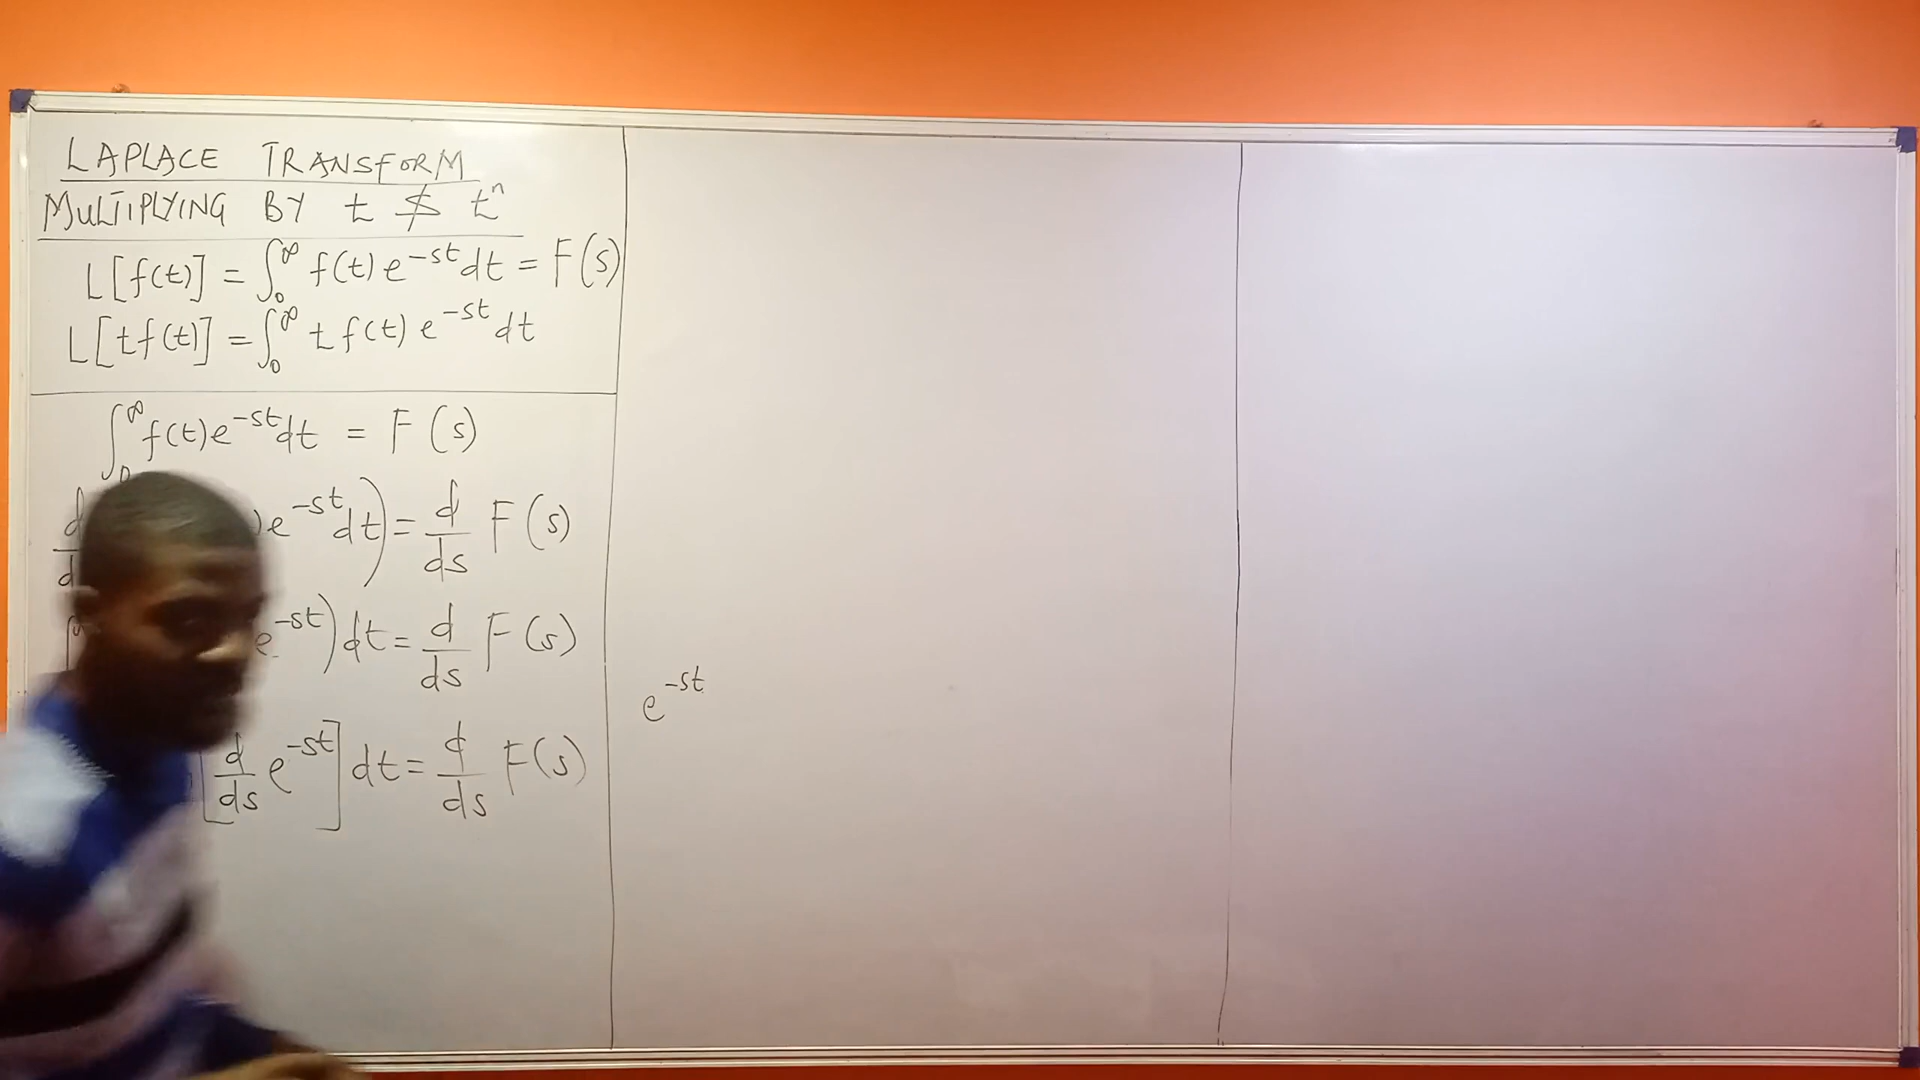 LAPLACE TRANSFORM
MULTIPLYING BY t & tⁿ
L[f(t)] = ∫₀^∞ f(t) e^-st dt = F(s)
L[tf(t)] = ∫₀^∞ t f(t) e^-st dt
∫₀^∞ f(t) e^-st dt = F(s)
d )e^-st dt) = d/ds F(s)
e^-st) dt = d/ds F(s)
e^-st
[d/ds e^-st] dt = d/ds F(s)